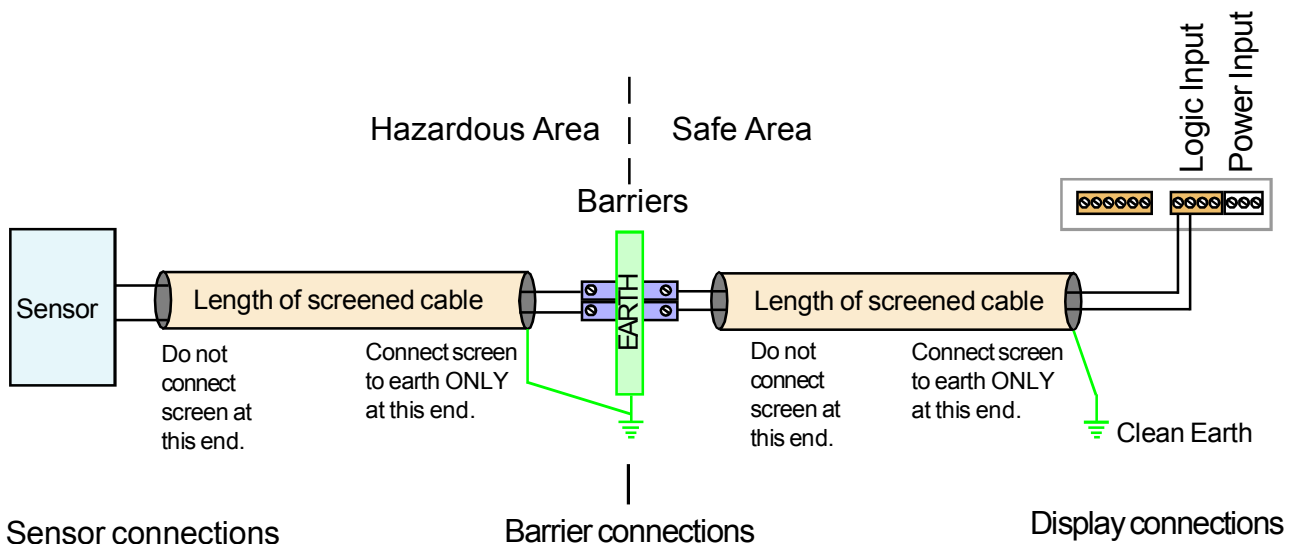 Logic Input
Power Input
Hazardous Area
Safe Area
Barriers
Sensor
Length of screened cable
EARTH
Length of screened cable
Do not
connect
screen at
this end.
Connect screen
to earth ONLY
at this end.
Do not
connect
screen at
this end.
Connect screen
to earth ONLY
at this end.
Clean Earth
Sensor connections
Barrier connections
Display connections